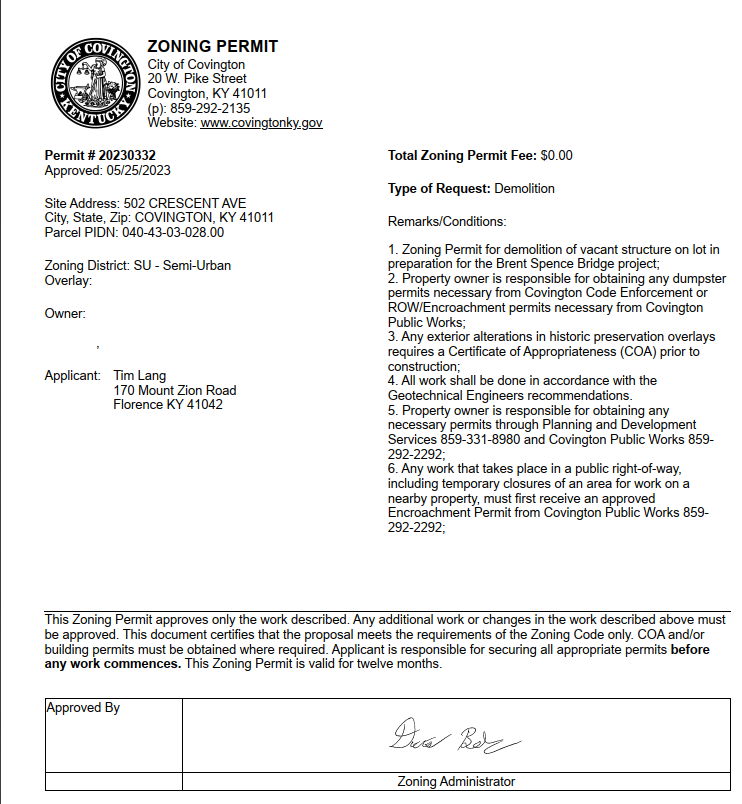 CITY OF COVINGTON
KENTUCKY
ZONING PERMIT
City of Covington
20 W. Pike Street
Covington, KY 41011
(p): 859-292-2135
Website: www.covingtonky.gov
Permit # 20230332
Approved: 05/25/2023
Site Address: 502 CRESCENT AVE
City, State, Zip: COVINGTON, KY 41011
Parcel PIDN: 040-43-03-028.00
Zoning District: SU - Semi-Urban
Overlay:
Owner:
,
Applicant: Tim Lang
170 Mount Zion Road
Florence KY 41042
Total Zoning Permit Fee: $0.00
Type of Request: Demolition
Remarks/Conditions:
1. Zoning Permit for demolition of vacant structure on lot in
preparation for the Brent Spence Bridge project;
2. Property owner is responsible for obtaining any dumpster
permits necessary from Covington Code Enforcement or
ROW/Encroachment permits necessary from Covington
Public Works;
3. Any exterior alterations in historic preservation overlays
requires a Certificate of Appropriateness (COA) prior to
construction;
4. All work shall be done in accordance with the
Geotechnical Engineers recommendations.
5. Property owner is responsible for obtaining any
necessary permits through Planning and Development
Services 859-331-8980 and Covington Public Works 859-
292-2292;
6. Any work that takes place in a public right-of-way,
including temporary closures of an area for work on a
nearby property, must first receive an approved
Encroachment Permit from Covington Public Works 859-
292-2292;
This Zoning Permit approves only the work described. Any additional work or changes in the work described above must
be approved. This document certifies that the proposal meets the requirements of the Zoning Code only. COA and/or
building permits must be obtained where required. Applicant is responsible for securing all appropriate permits before
any work commences. This Zoning Permit is valid for twelve months.
Approved By
Zoning Administrator